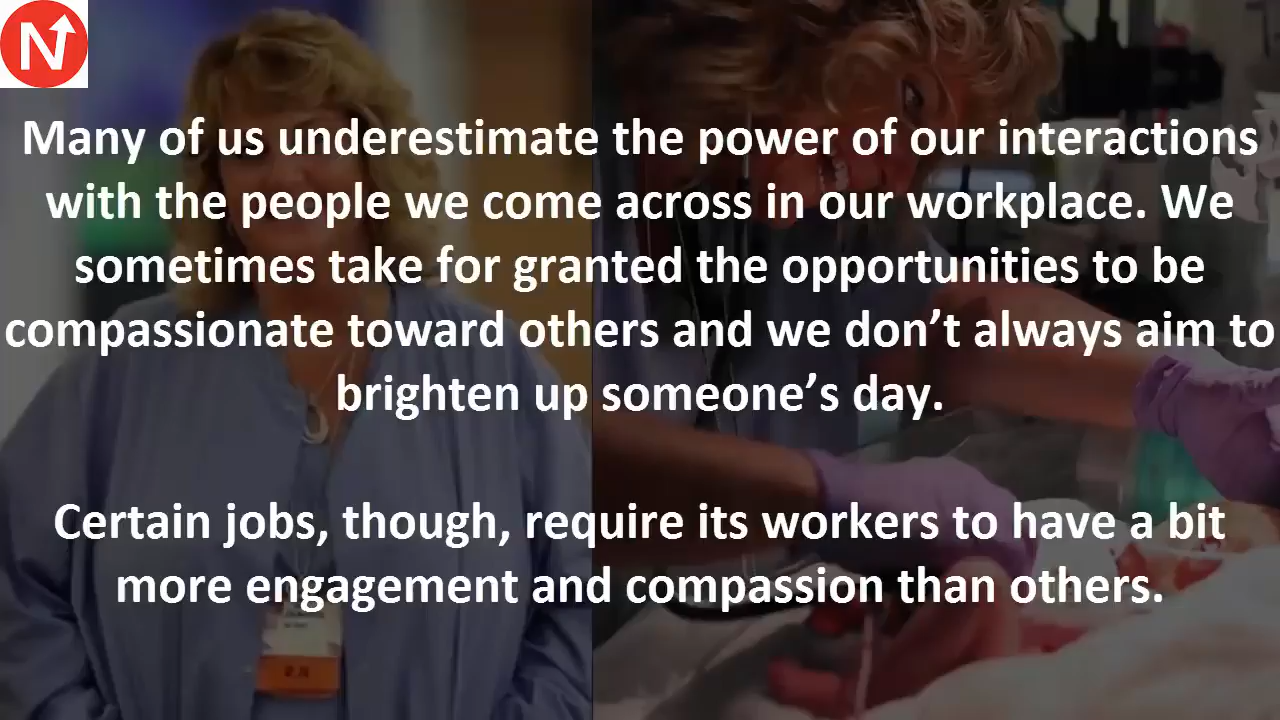 N
Many of us underestimate the power of our interactions
with the people we come across in our workplace. We
sometimes take for granted the opportunities to be
compassionate toward others and we don’t always aim to
brighten up someone’s day.
Certain jobs, though, require its workers to have a bit
more engagement and compassion than others.